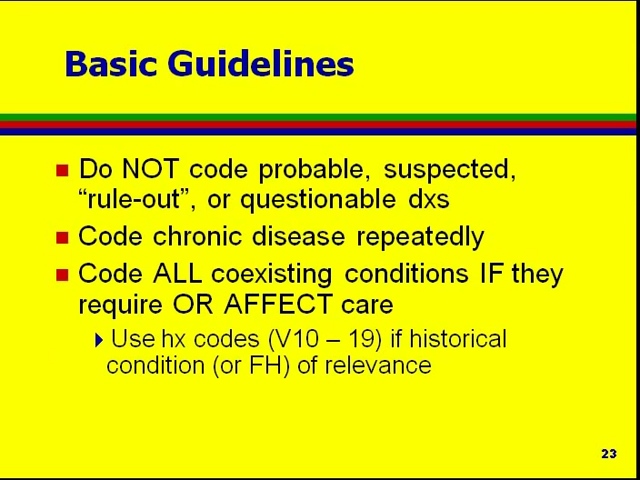 Basic Guidelines
Do NOT code probable, suspected,
“rule-out”, or questionable dxs
Code chronic disease repeatedly
Code ALL coexisting conditions IF they
require OR AFFECT care
Use hx codes (V10 – 19) if historical
condition (or FH) of relevance
23